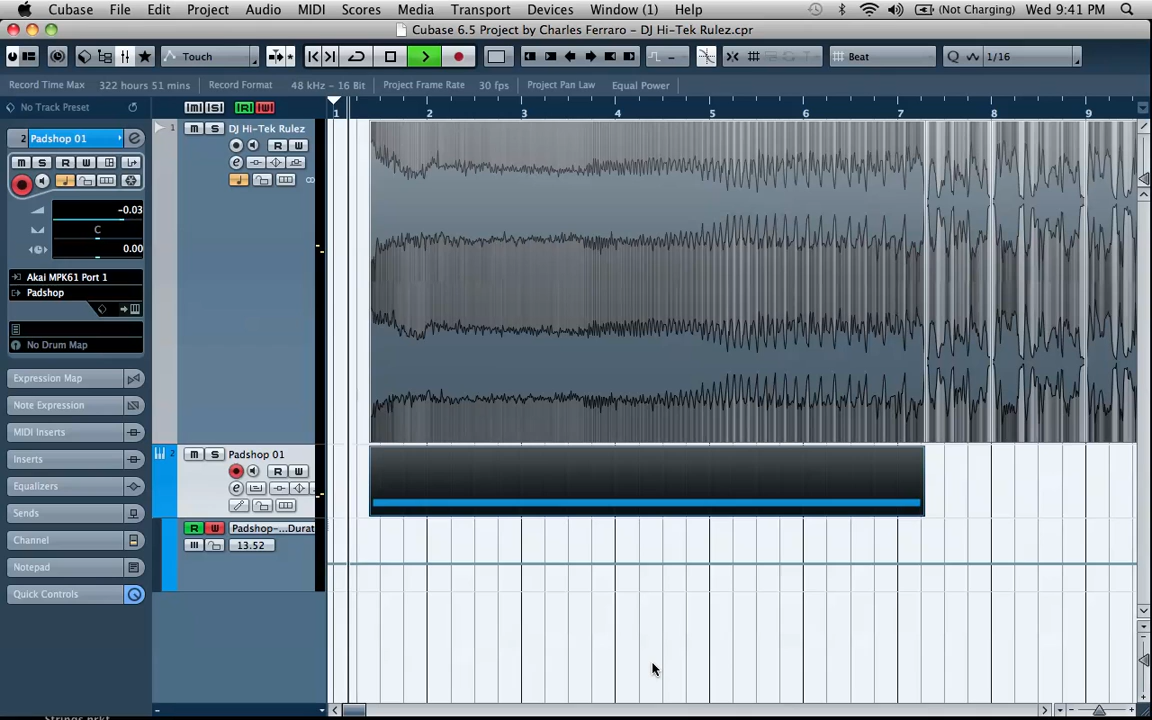 Cubase File Edit Project Audio MIDI Scores Media Transport Devices Window (1) Help (Not Charging) Wed 9:41 PM
Cubase 6.5 Project by Charles Ferraro - DJ Hi-Tek Rulez.cpr
Touch Beat Q 1/16
Record Time Max 322 hours 51 mins Record Format 48 kHz - 16 Bit Project Frame Rate 30 fps Project Pan Law Equal Power
No Track Preset
M S R W
1 2 3 4 5 6 7 8 9
2 Padshop 01
M S R W
-0.03
C
0.00
Akai MPK61 Port 1
Padshop
No Drum Map
Expression Map
Note Expression
MIDI Inserts
Inserts
Equalizers
Sends
Channel
Notepad
Quick Controls
1 M S DJ Hi-Tek Rulez
R W
e
2 M S Padshop 01
R W
e
R W Padshop-...Durat
13.52